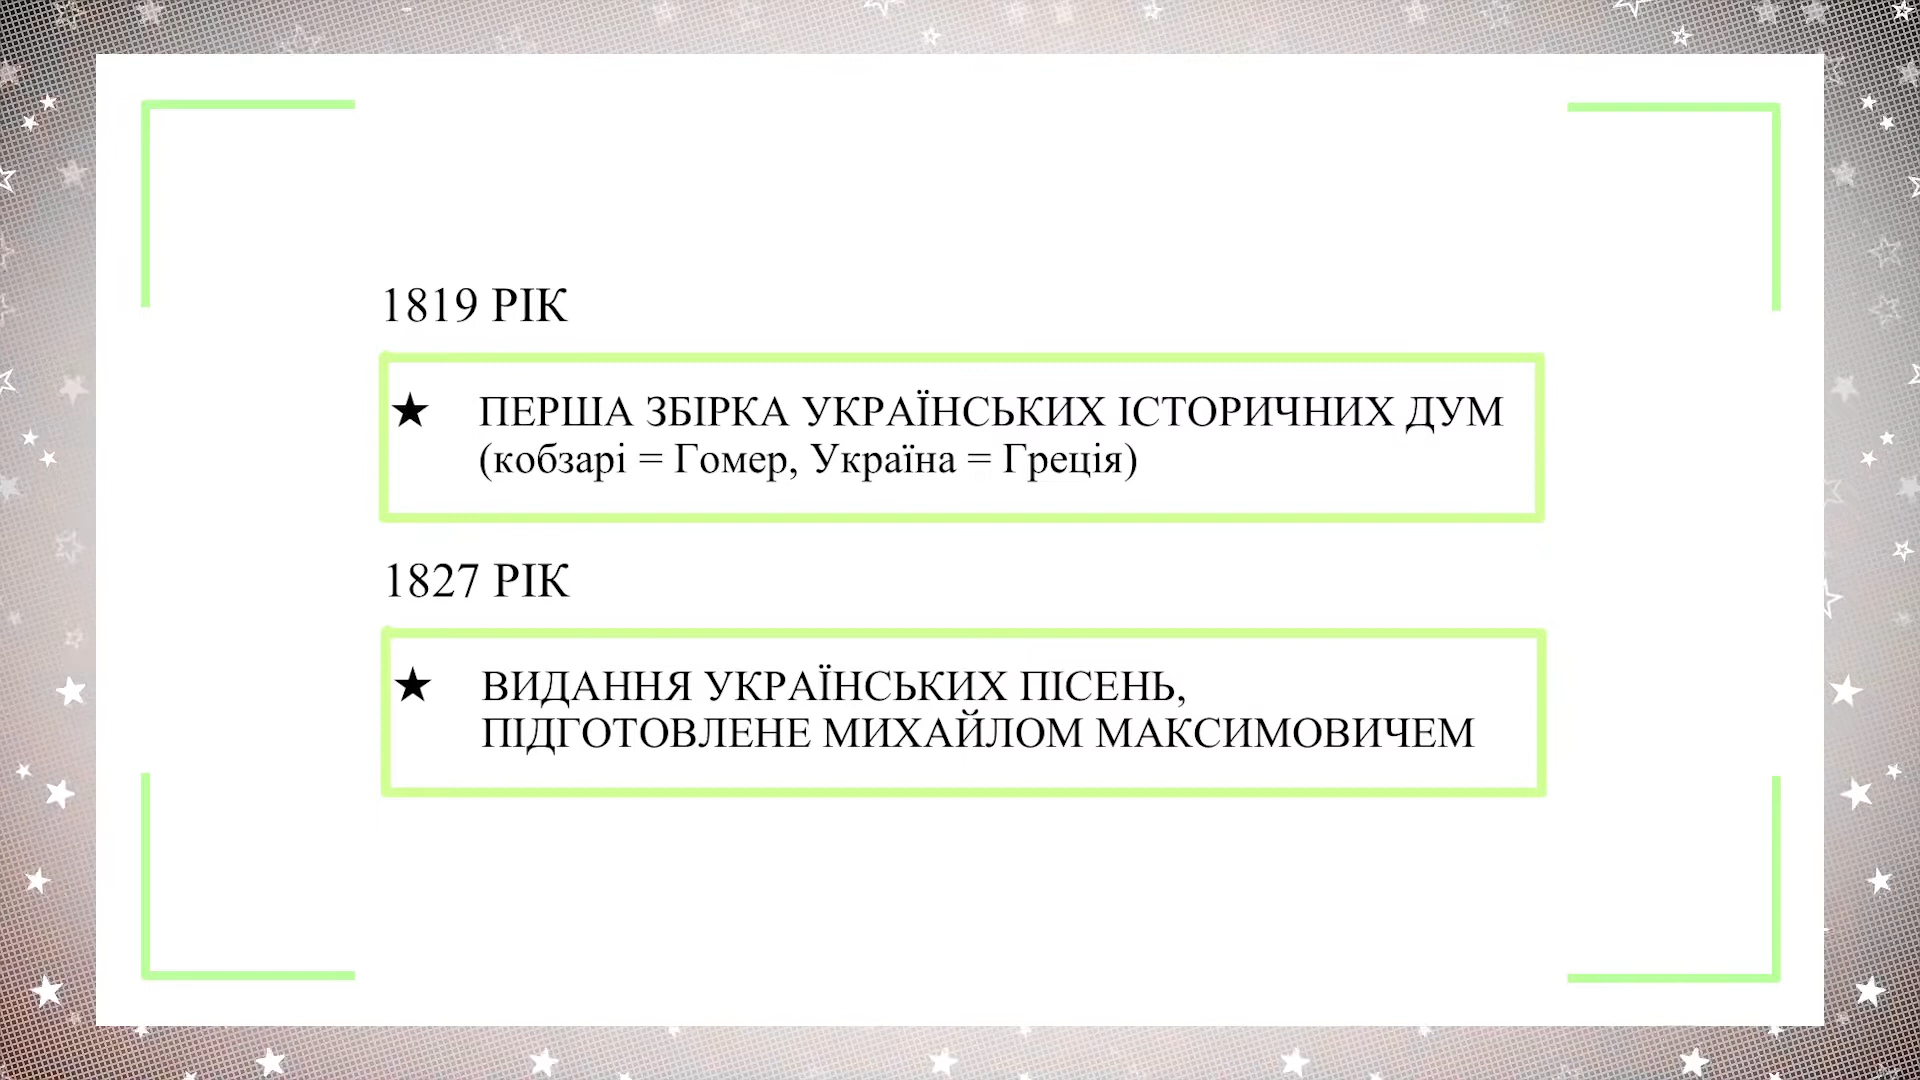 1819 РІК
★ ПЕРША ЗБІРКА УКРАЇНСЬКИХ ІСТОРИЧНИХ ДУМ
(кобзарі = Гомер, Україна = Греція)
1827 РІК
★ ВИДАННЯ УКРАЇНСЬКИХ ПІСЕНЬ,
ПІДГОТОВЛЕНЕ МИХАЙЛОМ МАКСИМОВИЧЕМ